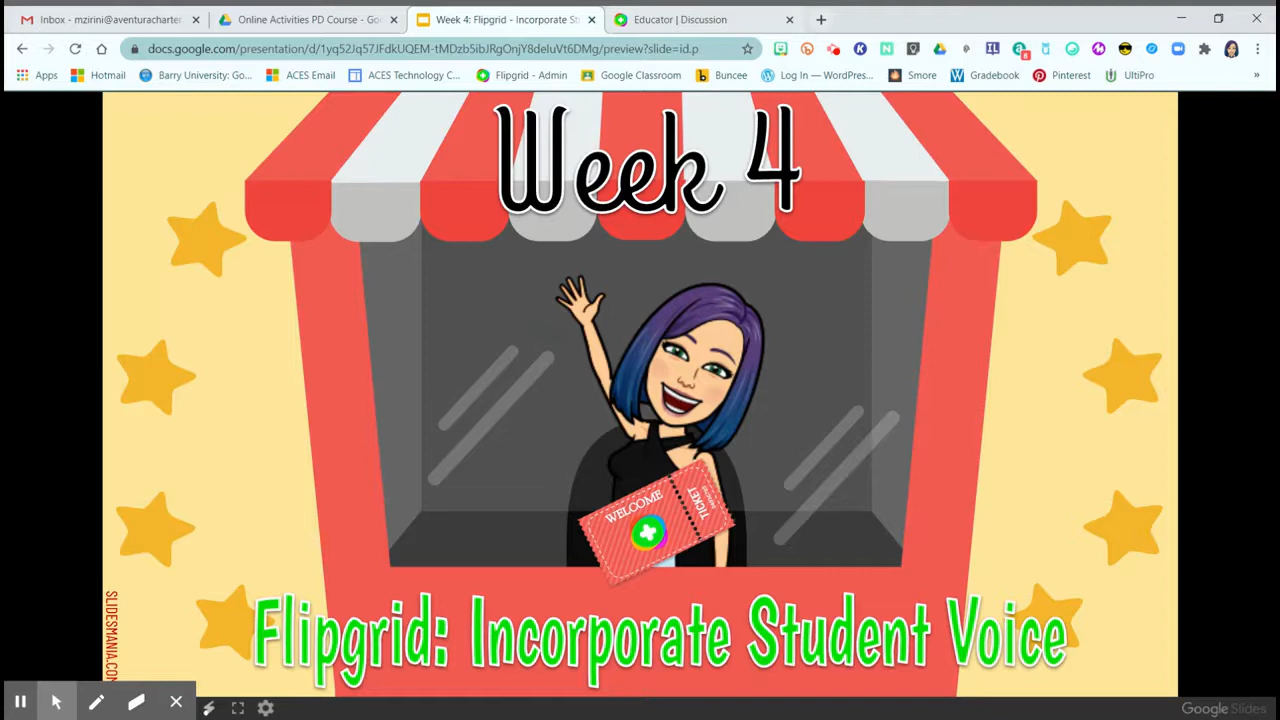 Inbox - mzirini@aventuracharter
Online Activities PD Course - Goo
Week 4: Flipgrid - Incorporate St
Educator | Discussion
docs.google.com/presentation/d/1yq52Jq57JFdkUQEM-tMDzb5ibJRgOnjY8deluVt6DMg/preview?slide=id.p
8
Apps
Hotmail
Barry University: Go...
ACES Email
ACES Technology C...
Flipgrid - Admin
Google Classroom
Buncee
Log In — WordPres...
Smore
Gradebook
Pinterest
UltiPro
»
Week 4
WELCOME
TICKET
Flipgrid: Incorporate Student Voice
SLIDESMANIA.COM
Google Slides